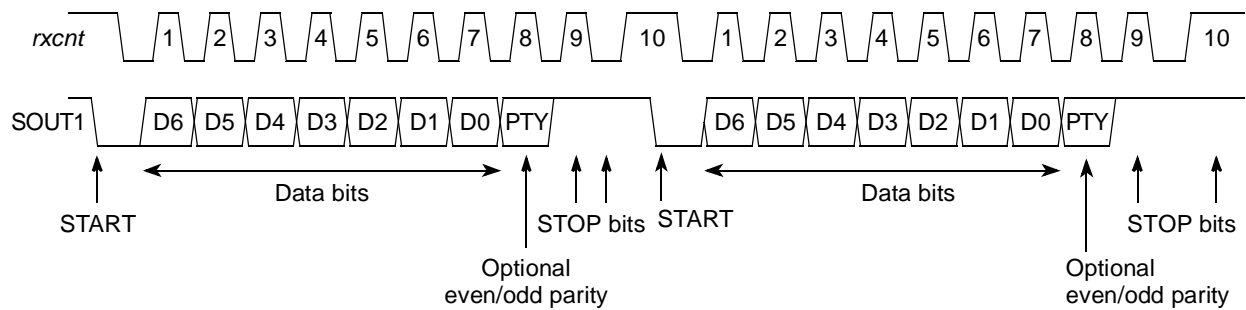 rxcnt 1 2 3 4 5 6 7 8 9 10 1 2 3 4 5 6 7 8 9 10
SOUT1 D6 D5 D4 D3 D2 D1 D0 PTY D6 D5 D4 D3 D2 D1 D0 PTY
Data bits Data bits
START STOP bits START STOP bits
Optional Optional
even/odd parity even/odd parity